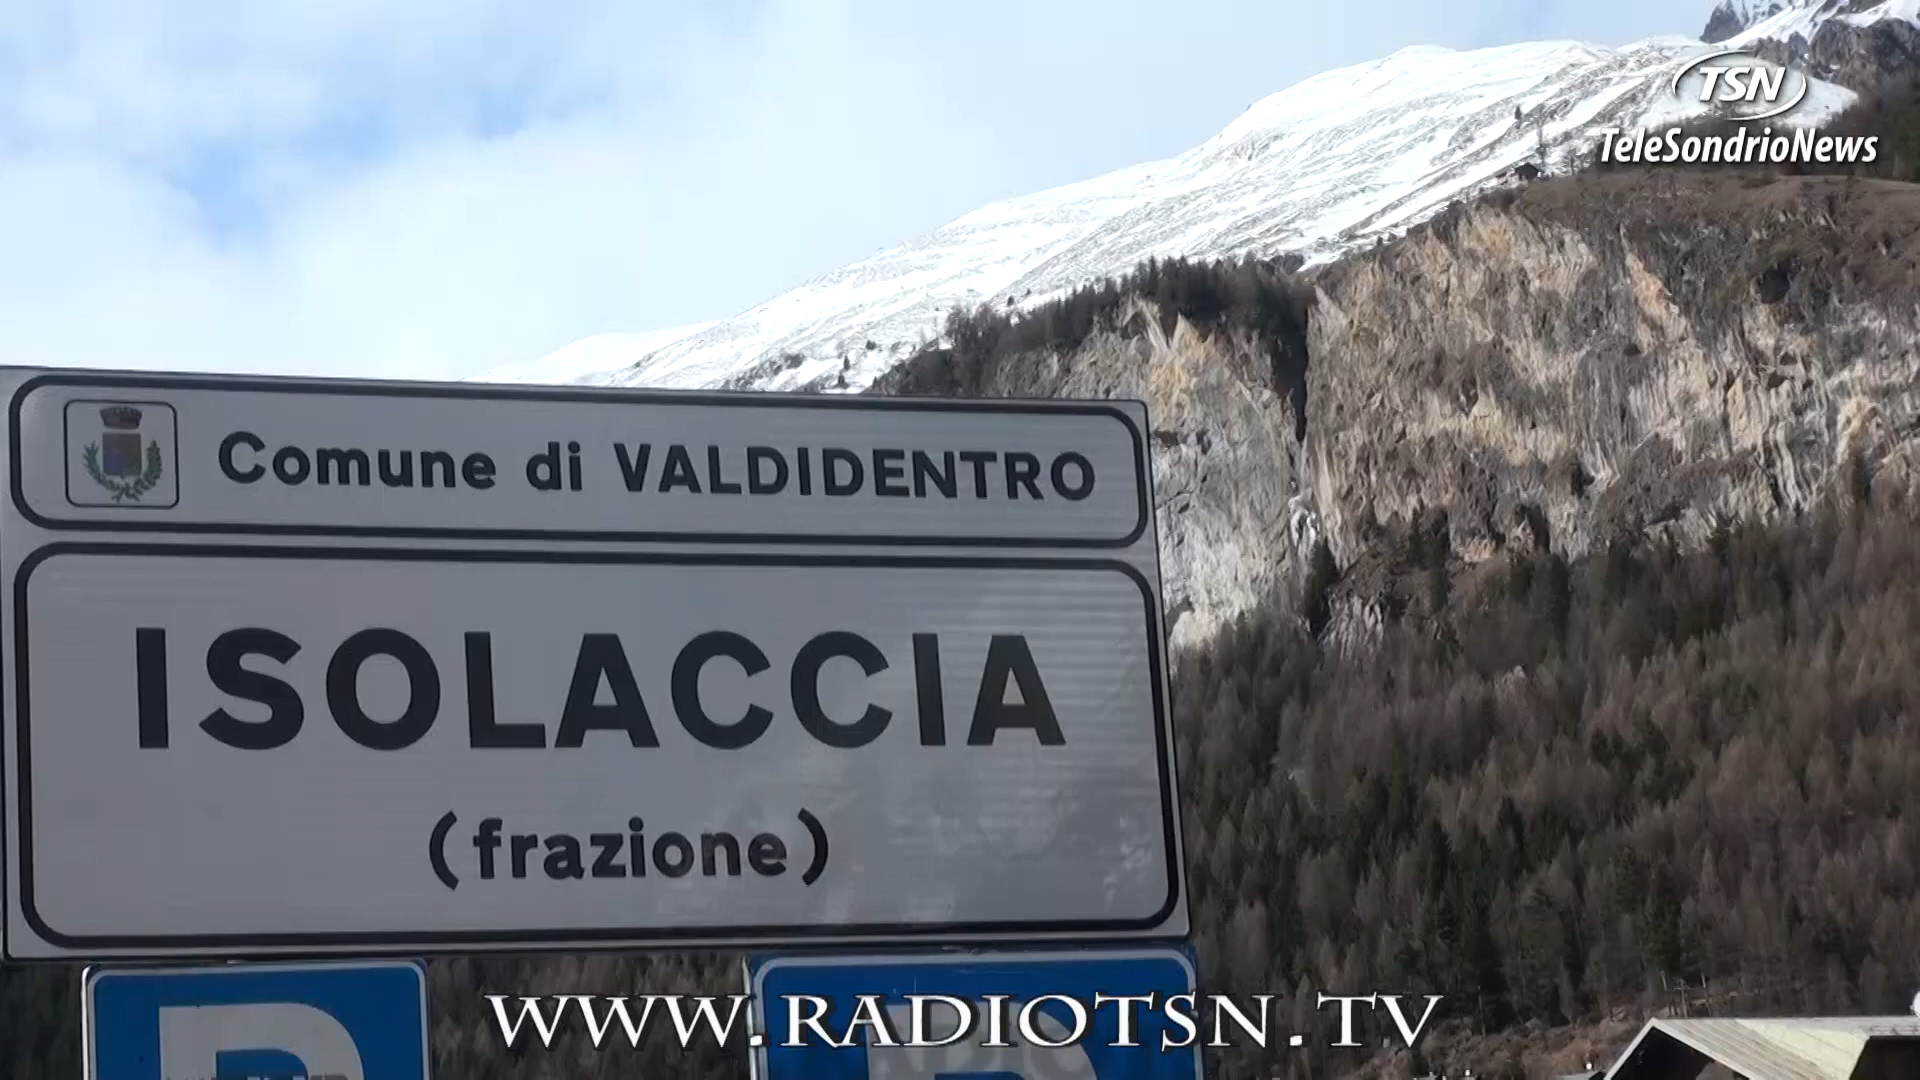 TSN
TeleSondrioNews
Comune di VALDIDENTRO
ISOLACCIA
(frazione)
P P
WWW.RADIOTSN.TV